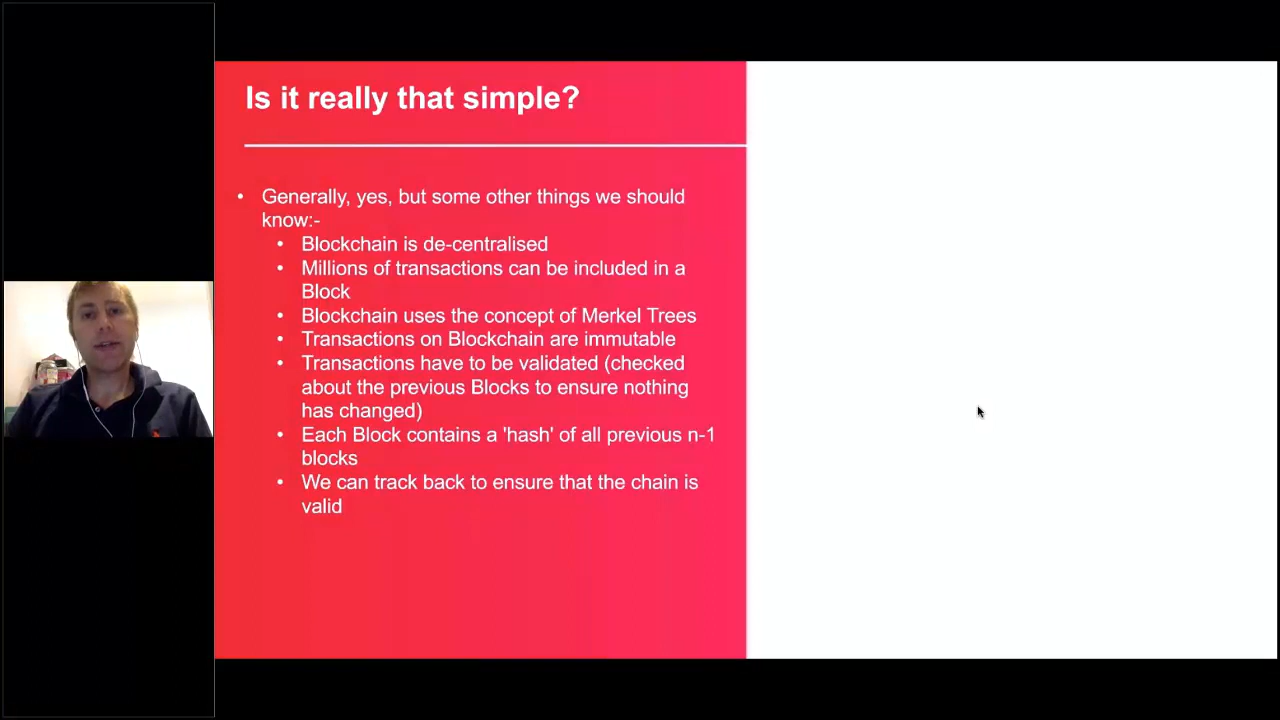 Is it really that simple?
• Generally, yes, but some other things we should
know:-
• Blockchain is de-centralised
• Millions of transactions can be included in a
Block
• Blockchain uses the concept of Merkel Trees
• Transactions on Blockchain are immutable
• Transactions have to be validated (checked
about the previous Blocks to ensure nothing
has changed)
• Each Block contains a 'hash' of all previous n-1
blocks
• We can track back to ensure that the chain is
valid